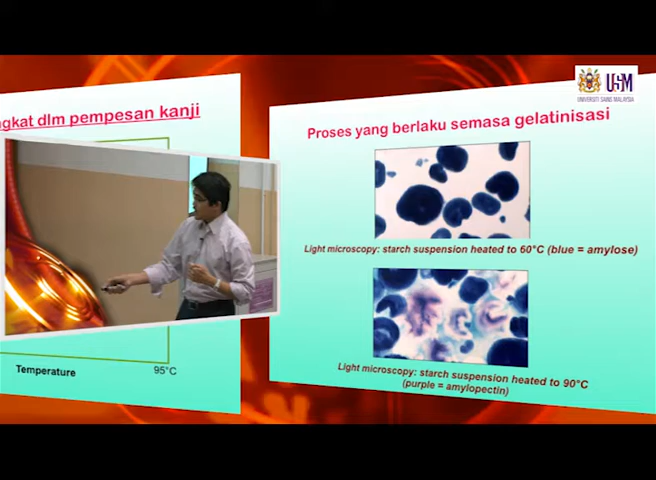 USM
UNIVERSITI SAINS MALAYSIA
dlm pempesan kanji
Proses yang berlaku semasa gelatinisasi
Light microscopy: starch suspension heated to 60°C (blue = amylose)
Light microscopy: starch suspension heated to 90°C
(purple = amylopectin)
Temperature
95°C